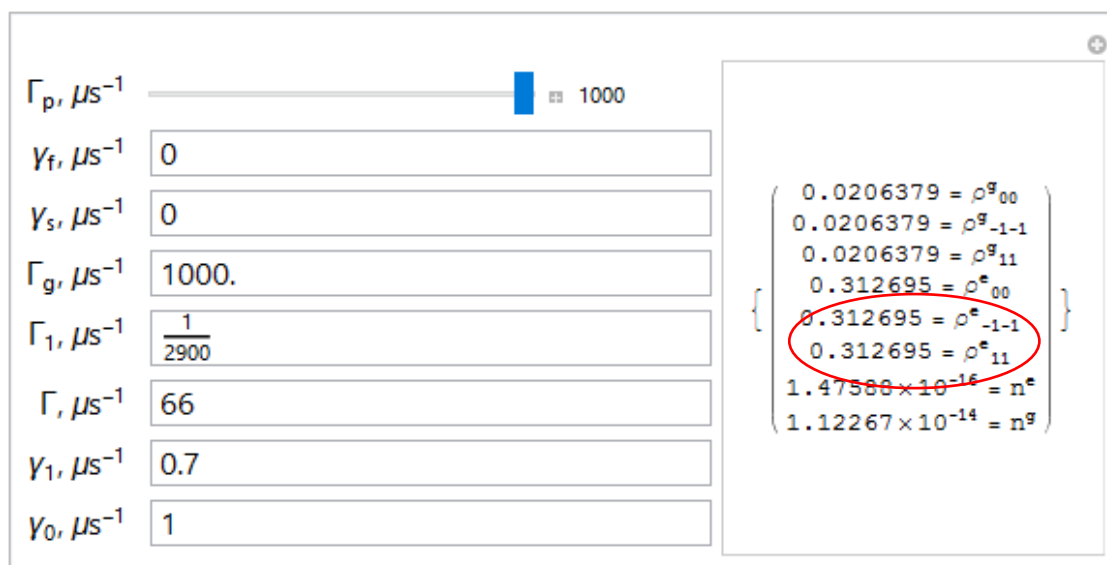 Γp, μs⁻¹ 1000
γf, μs⁻¹ 0
γs, μs⁻¹ 0
Γg, μs⁻¹ 1000.
Γ1, μs⁻¹ 1/2900
Γ, μs⁻¹ 66
γ1, μs⁻¹ 0.7
γ0, μs⁻¹ 1
0.0206379 = ρᵍ₀₀
0.0206379 = ρᵍ₋₁₋₁
0.0206379 = ρᵍ₁₁
0.312695 = ρᵉ₀₀
0.312695 = ρᵉ₋₁₋₁
0.312695 = ρᵉ₁₁
1.47588×10⁻¹⁶ = nᵉ
1.12267×10⁻¹⁴ = nᵍ